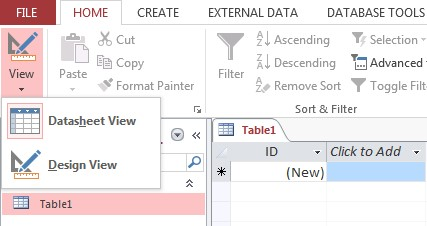 FILE HOME CREATE EXTERNAL DATA DATABASE TOOLS
View
Paste
Cut
Copy
Format Painter
Filter
Ascending
Descending
Remove Sort
Selection
Advanced
Toggle Filt
Sort & Filter
Datasheet View
Design View
Table1
Table1
ID Click to Add
(New)